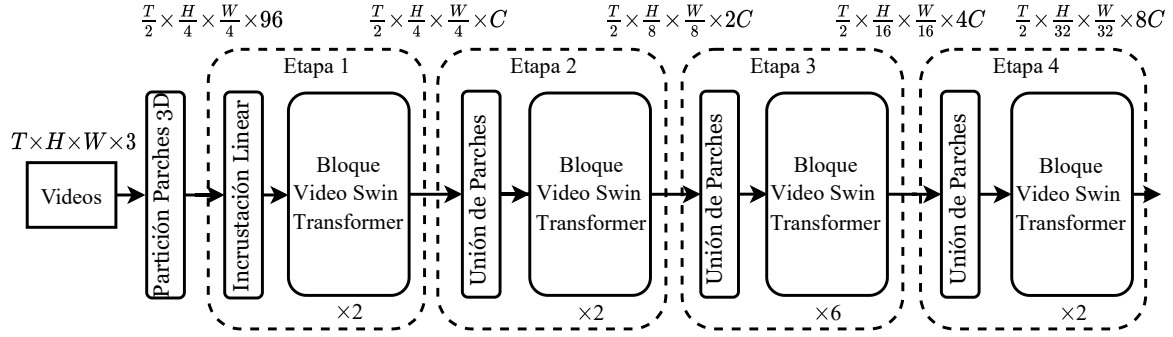 T/2 × H/4 × W/4 × 96
T/2 × H/4 × W/4 × C
T/2 × H/8 × W/8 × 2C
T/2 × H/16 × W/16 × 4C
T/2 × H/32 × W/32 × 8C
T×H×W×3
Videos
Partición Parches 3D
Etapa 1
Incrustación Linear
Bloque
Video Swin
Transformer
×2
Etapa 2
Unión de Parches
Bloque
Video Swin
Transformer
×2
Etapa 3
Unión de Parches
Bloque
Video Swin
Transformer
×6
Etapa 4
Unión de Parches
Bloque
Video Swin
Transformer
×2